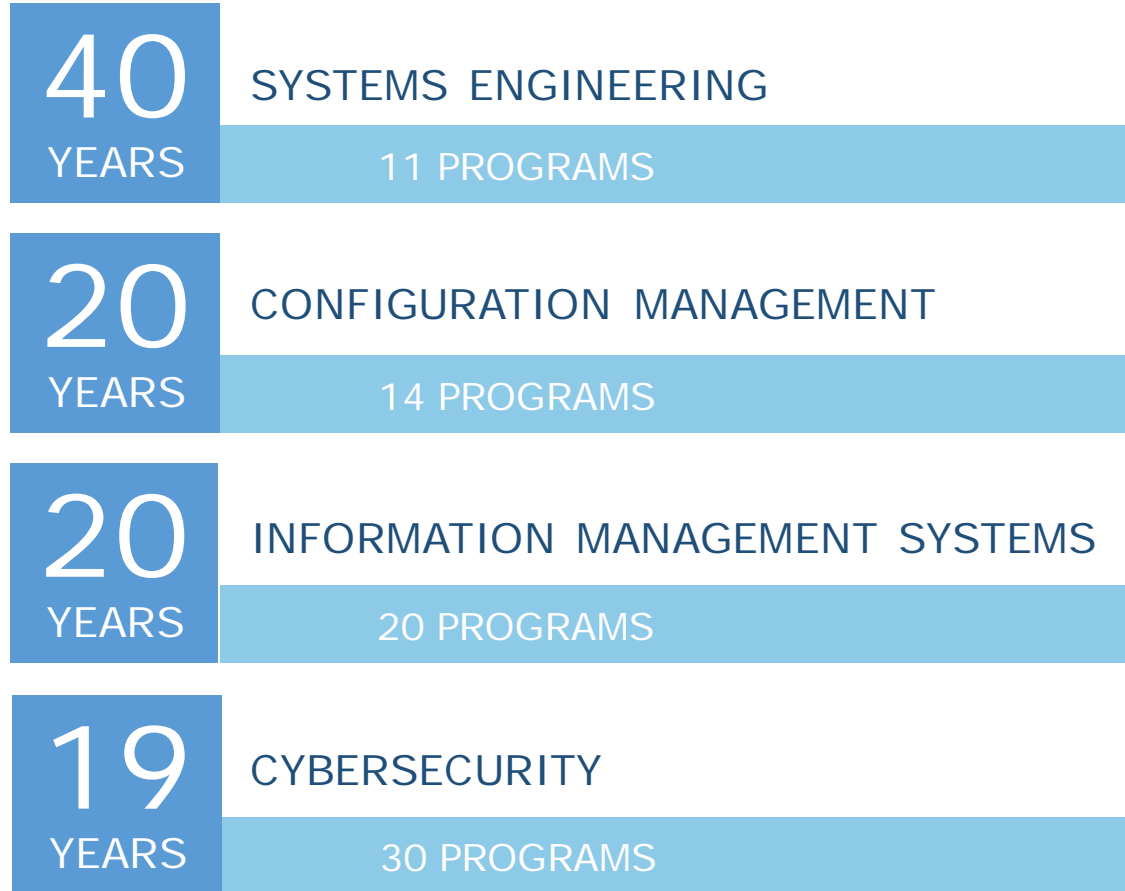 40
YEARS
SYSTEMS ENGINEERING
11 PROGRAMS
20
YEARS
CONFIGURATION MANAGEMENT
14 PROGRAMS
20
YEARS
INFORMATION MANAGEMENT SYSTEMS
20 PROGRAMS
19
YEARS
CYBERSECURITY
30 PROGRAMS